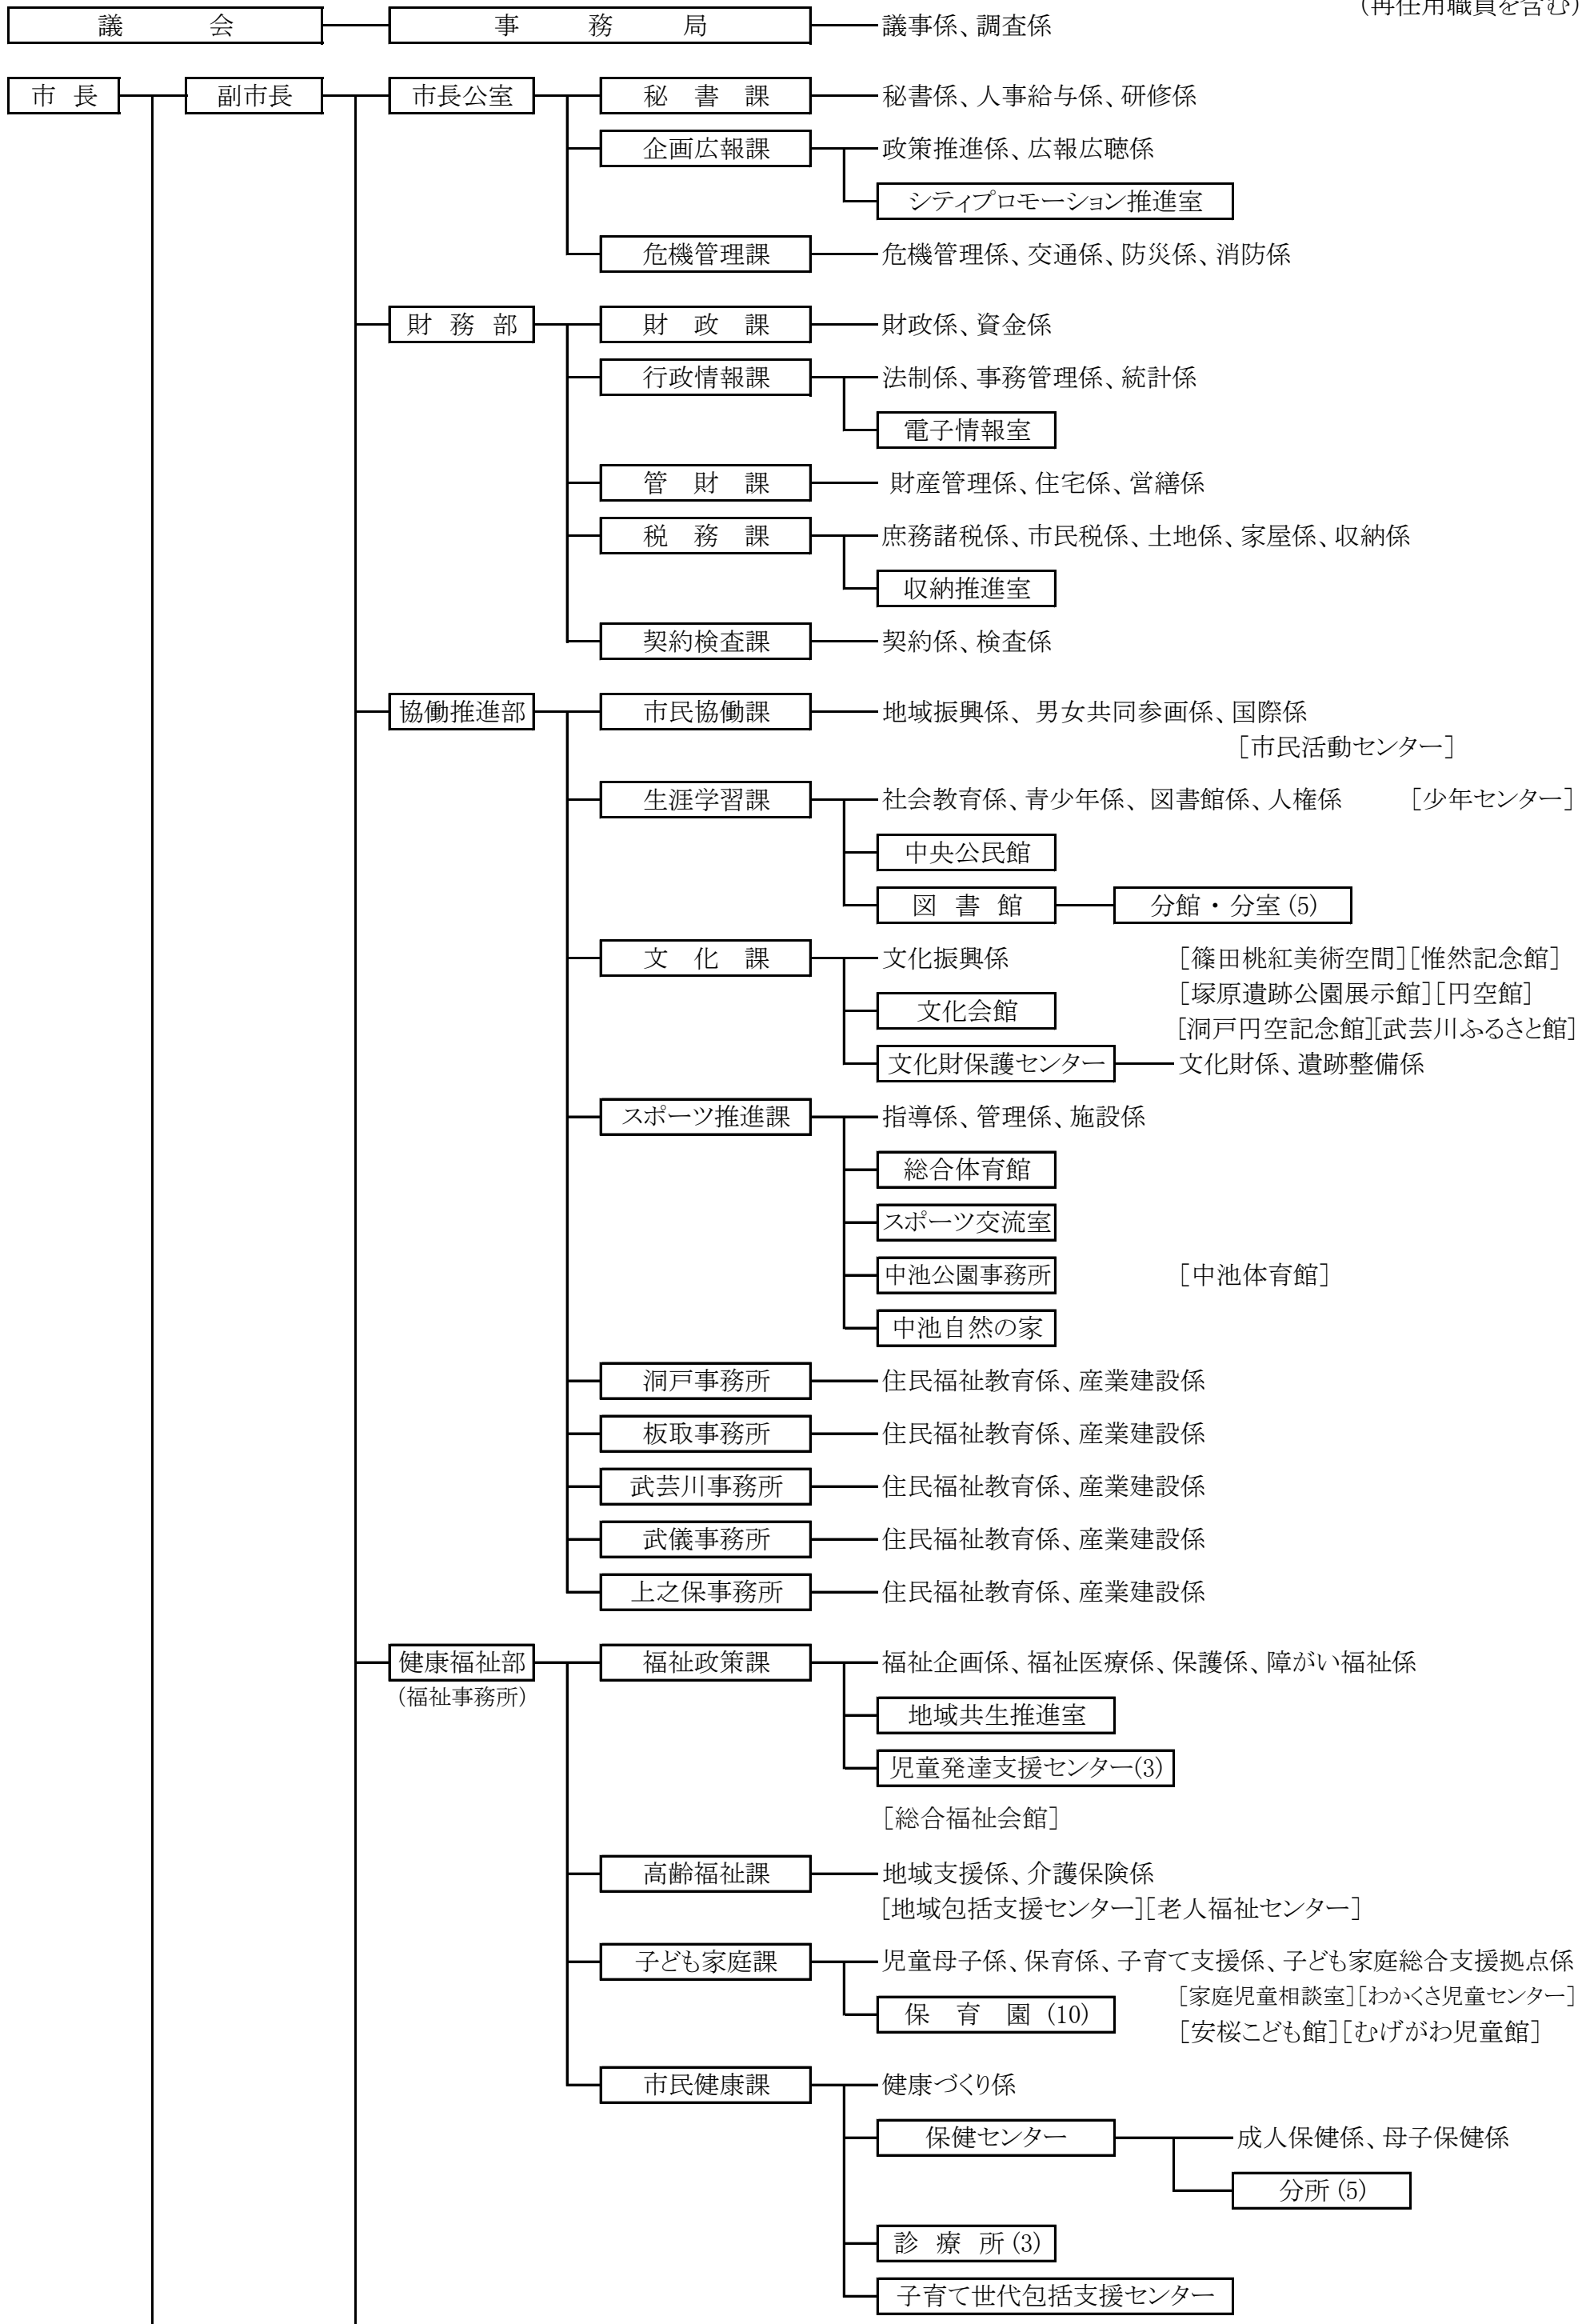 （再任用職員を含む）
議　会　事　務　局　議事係、調査係
市 長　副市長　市長公室　秘 書 課　秘書係、人事給与係、研修係
企画広報課　政策推進係、広報広聴係
シティプロモーション推進室
危機管理課　危機管理係、交通係、防災係、消防係
財 務 部　財 政 課　財政係、資金係
行政情報課　法制係、事務管理係、統計係
電子情報室
管 財 課　財産管理係、住宅係、営繕係
税 務 課　庶務諸税係、市民税係、土地係、家屋係、収納係
収納推進室
契約検査課　契約係、検査係
協働推進部　市民協働課　地域振興係、男女共同参画係、国際係
［市民活動センター］
生涯学習課　社会教育係、青少年係、図書館係、人権係　［少年センター］
中央公民館
図 書 館　分館・分室(5)
文 化 課　文化振興係　［篠田桃紅美術空間］［惟然記念館］
［塚原遺跡公園展示館］［円空館］
文化会館
［洞戸円空記念館］［武芸川ふるさと館］
文化財保護センター　文化財係、遺跡整備係
スポーツ推進課　指導係、管理係、施設係
総合体育館
スポーツ交流室
中池公園事務所　［中池体育館］
中池自然の家
洞戸事務所　住民福祉教育係、産業建設係
板取事務所　住民福祉教育係、産業建設係
武芸川事務所　住民福祉教育係、産業建設係
武儀事務所　住民福祉教育係、産業建設係
上之保事務所　住民福祉教育係、産業建設係
健康福祉部　福祉政策課　福祉企画係、福祉医療係、保護係、障がい福祉係
（福祉事務所）
地域共生推進室
児童発達支援センター(3)
［総合福祉会館］
高齢福祉課　地域支援係、介護保険係
［地域包括支援センター］［老人福祉センター］
子ども家庭課　児童母子係、保育係、子育て支援係、子ども家庭総合支援拠点係
［家庭児童相談室］［わかくさ児童センター］
保 育 園 (10)
［安桜こども館］［むげがわ児童館］
市民健康課　健康づくり係
保健センター　成人保健係、母子保健係
分所(5)
診 療 所(3)
子育て世代包括支援センター